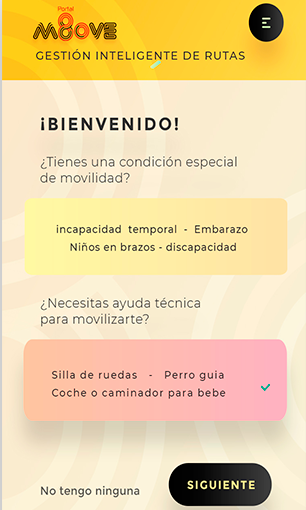 Portal
MOOVE
GESTIÓN INTELIGENTE DE RUTAS
¡BIENVENIDO!
¿Tienes una condición especial
de movilidad?
incapacidad temporal - Embarazo
Niños en brazos - discapacidad
¿Necesitas ayuda técnica
para movilizarte?
Silla de ruedas - Perro guia
Coche o caminador para bebe
No tengo ninguna
SIGUIENTE